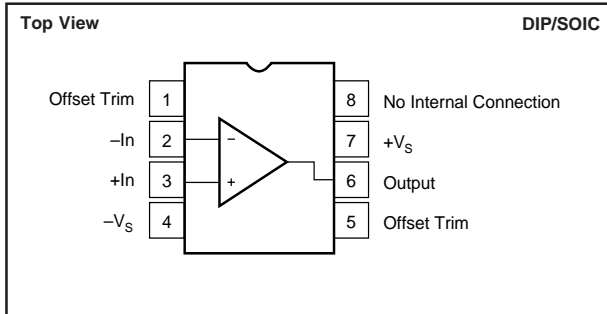 Top View
DIP/SOIC
Offset Trim 1
–In 2
+In 3
–VS 4
–
+
8 No Internal Connection
7 +VS
6 Output
5 Offset Trim